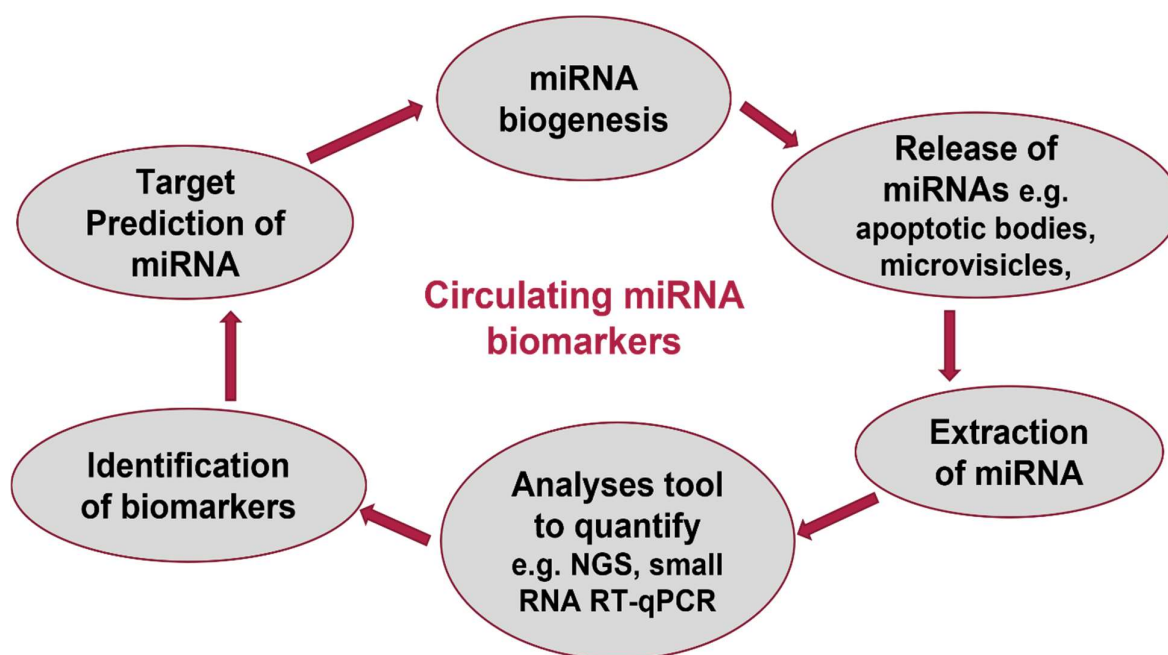 miRNA
biogenesis
Release of
miRNAs e.g.
apoptotic bodies,
microvisicles,
Extraction
of miRNA
Analyses tool
to quantify
e.g. NGS, small
RNA RT-qPCR
Identification
of biomarkers
Target
Prediction of
miRNA
Circulating miRNA
biomarkers